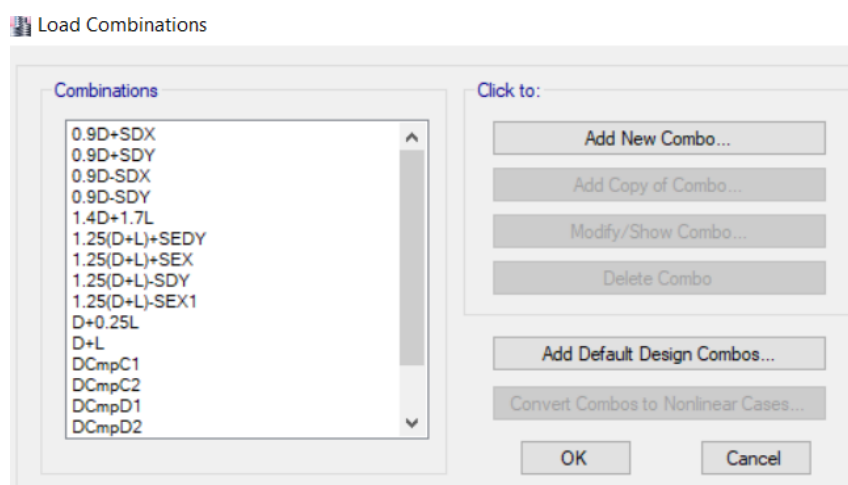 Load Combinations
Combinations
0.9D+SDX
0.9D+SDY
0.9D-SDX
0.9D-SDY
1.4D+1.7L
1.25(D+L)+SEDY
1.25(D+L)+SEX
1.25(D+L)-SDY
1.25(D+L)-SEX1
D+0.25L
D+L
DCmpC1
DCmpC2
DCmpD1
DCmpD2
Click to:
Add New Combo...
Add Copy of Combo...
Modify/Show Combo...
Delete Combo
Add Default Design Combos...
Convert Combos to Nonlinear Cases...
OK
Cancel